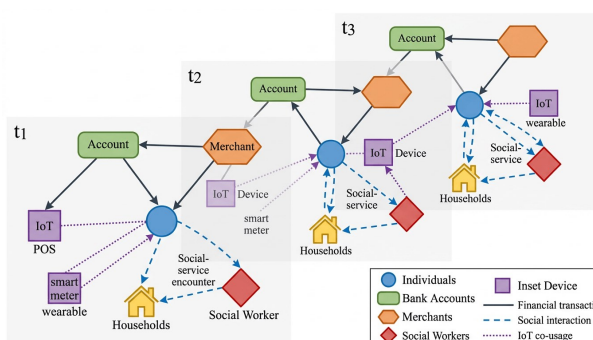 t1
Account
Merchant
IoT
POS
smart
meter
wearable
Social-
service
encounter
Households
Social Worker
t2
Account
IoT
Device
smart
meter
IoT
Device
Social-
service
Households
t3
Account
IoT
wearable
Social-
service
Households
Individuals
Bank Accounts
Merchants
Social Workers
Inset Device
Financial transacti
Social interaction
IoT co-usage